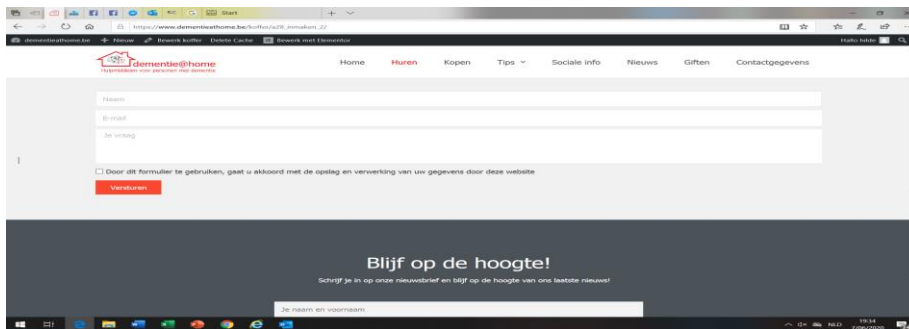 Start
https://www.dementieathome.be/koffer/a28_inmaken_2/
dementieathome.be + Nieuw Bewerk koffer Delete Cache Bewerk met Elementor Hallo hilde
dementie@home
Hulpmiddelen voor personen met dementie
Home Huren Kopen Tips Sociale info Nieuws Giften Contactgegevens
Naam
E-mail
Je vraag
Door dit formulier te gebruiken, gaat u akkoord met de opslag en verwerking van uw gegevens door deze website
Versturen
Blijf op de hoogte!
Schrijf je in op onze nieuwsbrief en blijf op de hoogte van ons laatste nieuws!
Je naam en voornaam
NLD
19:34
7/06/2020